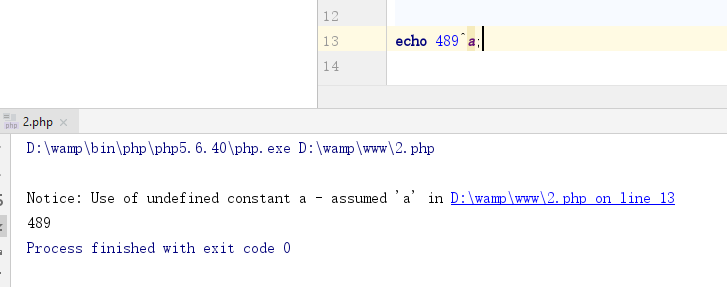 12
13 echo 489^a;
14
2.php
D:\wamp\bin\php\php5.6.40\php.exe D:\wamp\www\2.php
Notice: Use of undefined constant a - assumed 'a' in D:\wamp\www\2.php on line 13
489
Process finished with exit code 0